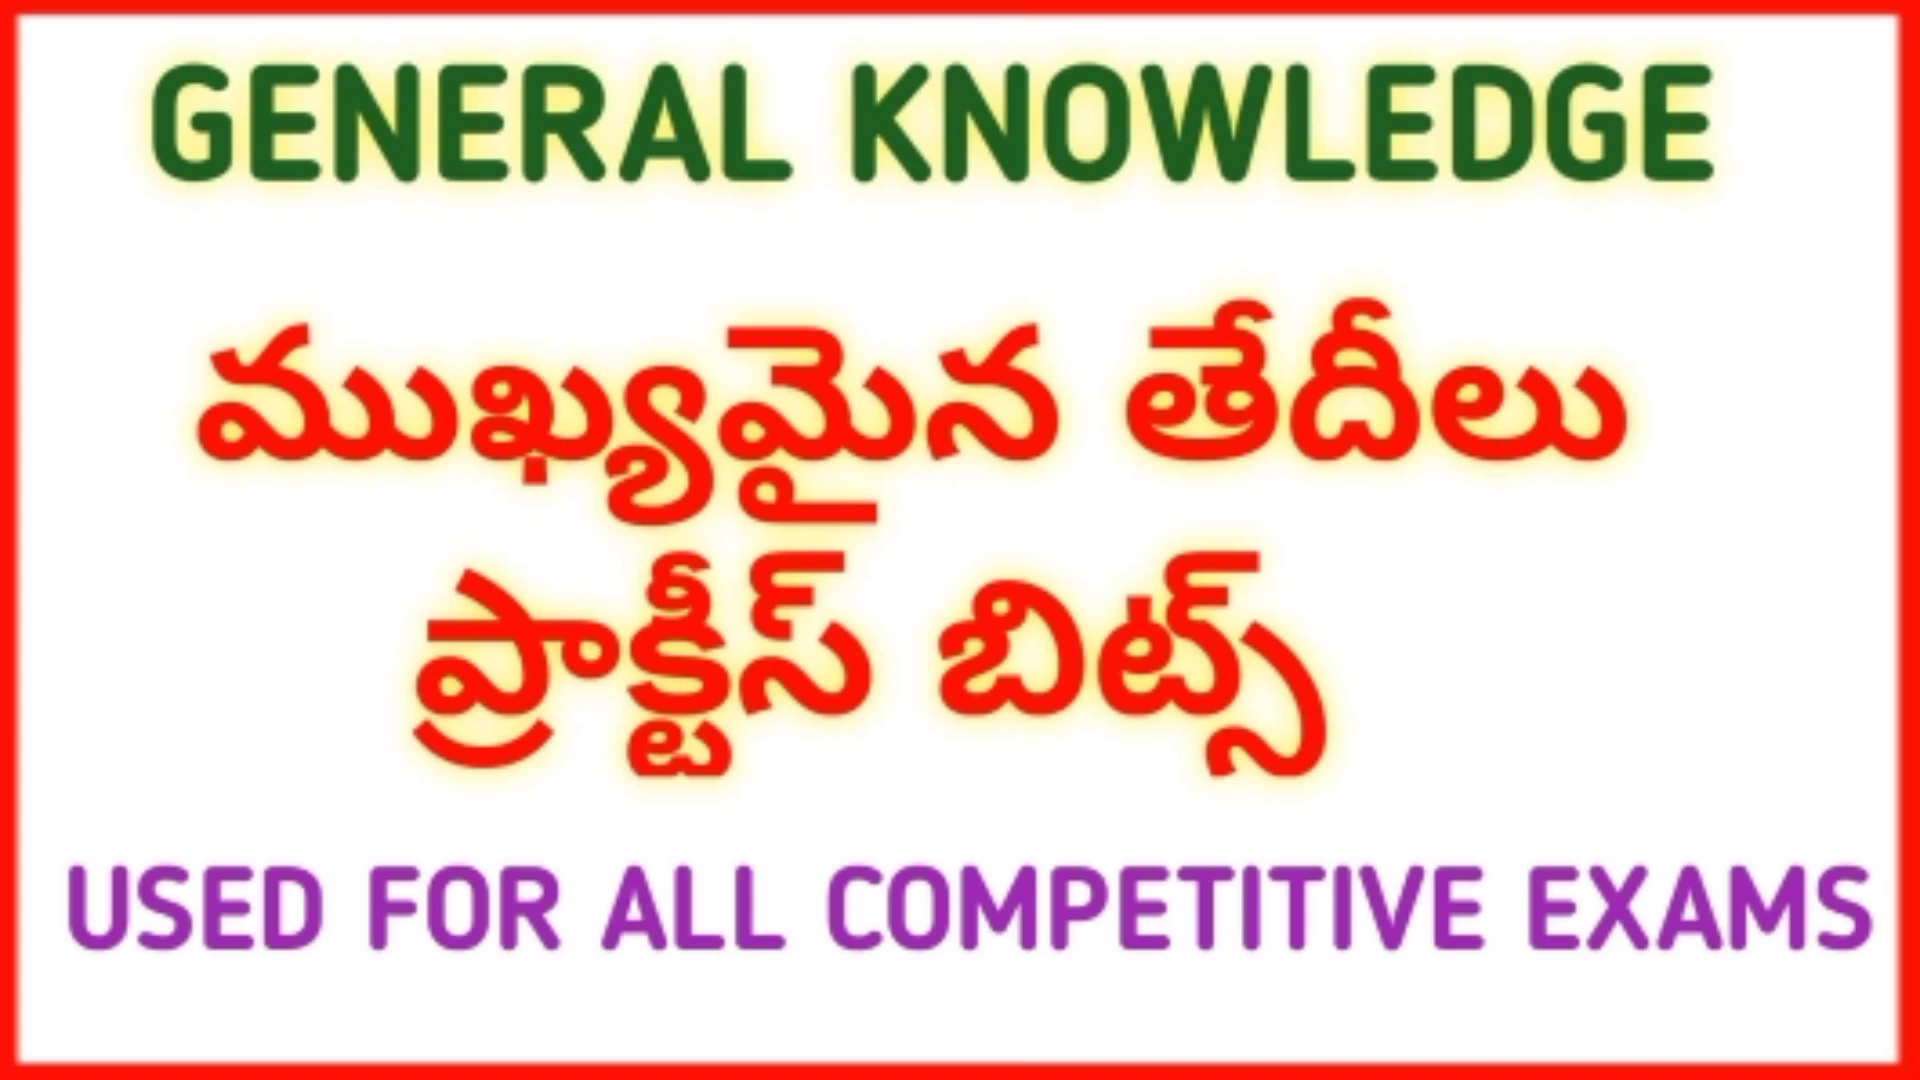 GENERAL KNOWLEDGE
ముఖ్యమైన తేదీలు
ప్రాక్టీస్ బిట్స్
USED FOR ALL COMPETITIVE EXAMS